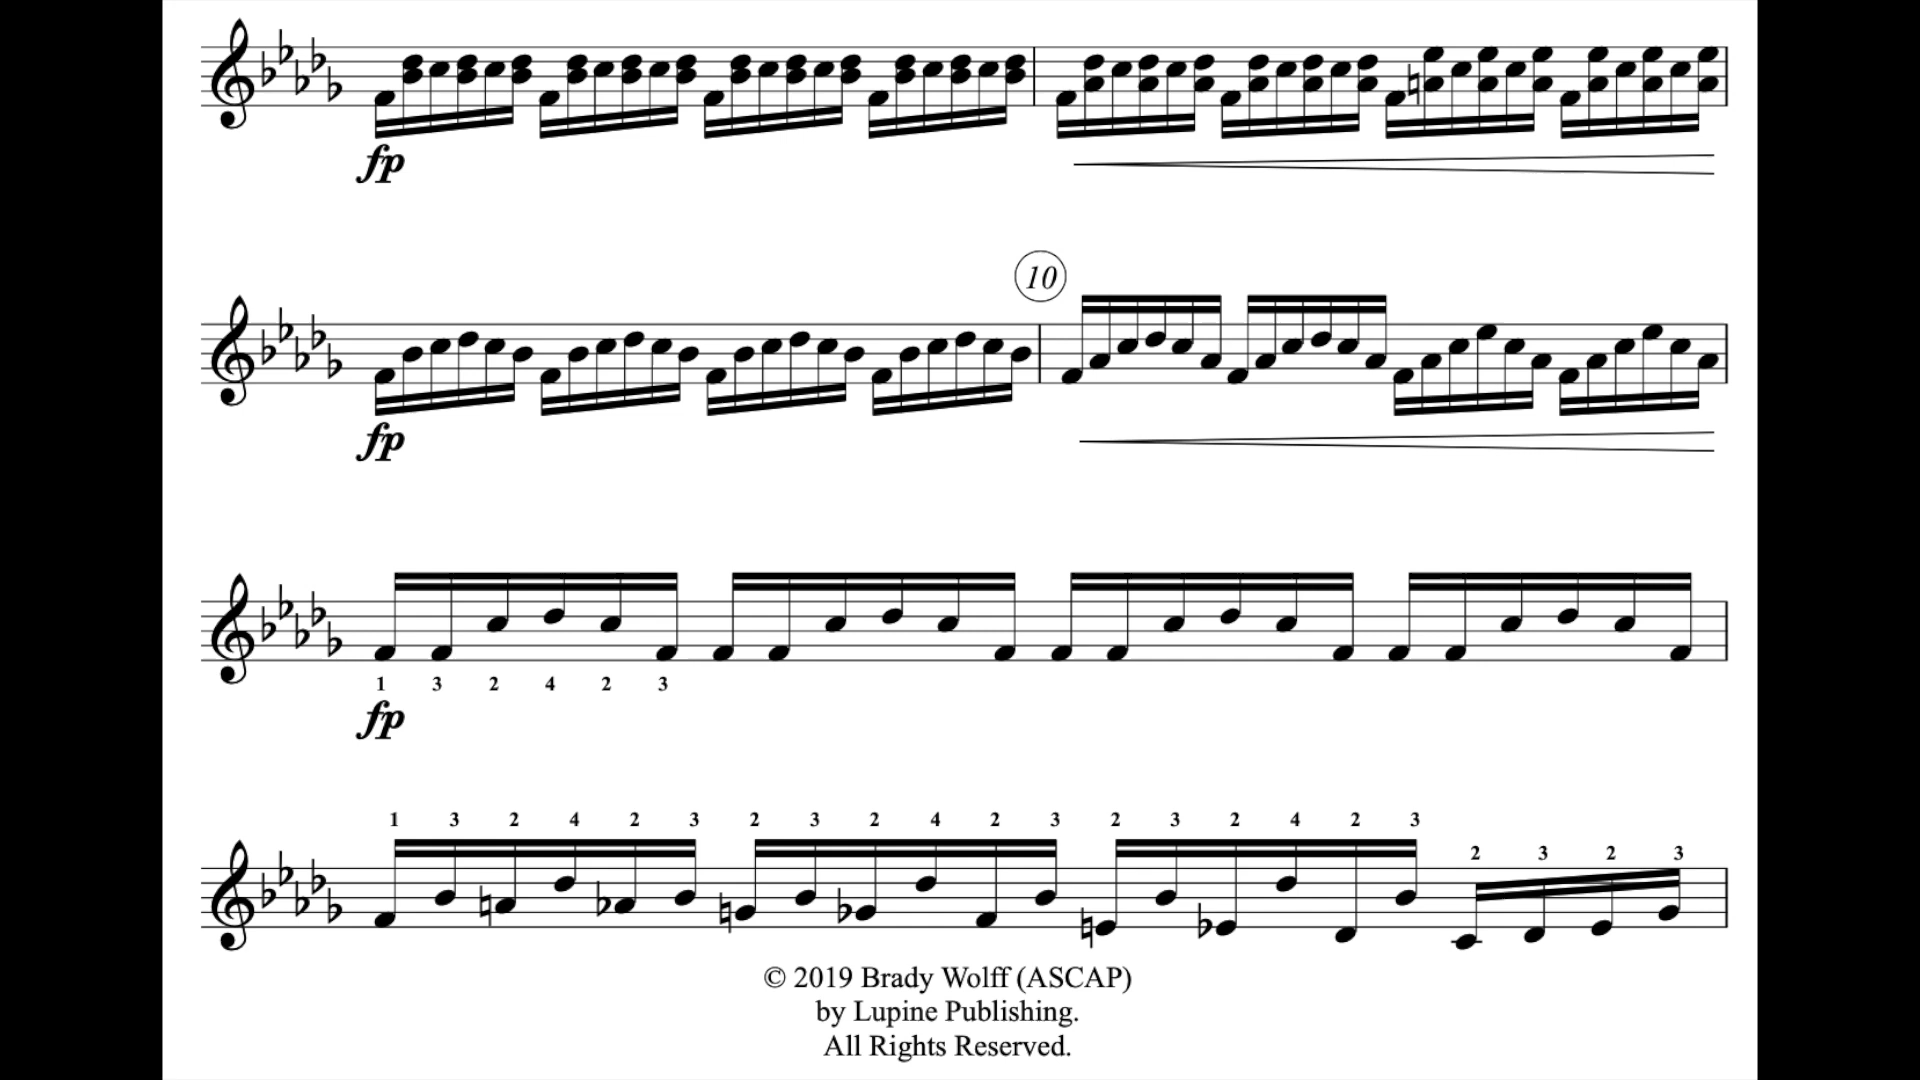 fp
fp
10
1 3 2 4 2 3
fp
1 3 2 4 2 3 2 3 2 4 2 3 2 3 2 4 2 3 2 3 2 3
© 2019 Brady Wolff (ASCAP)
by Lupine Publishing.
All Rights Reserved.